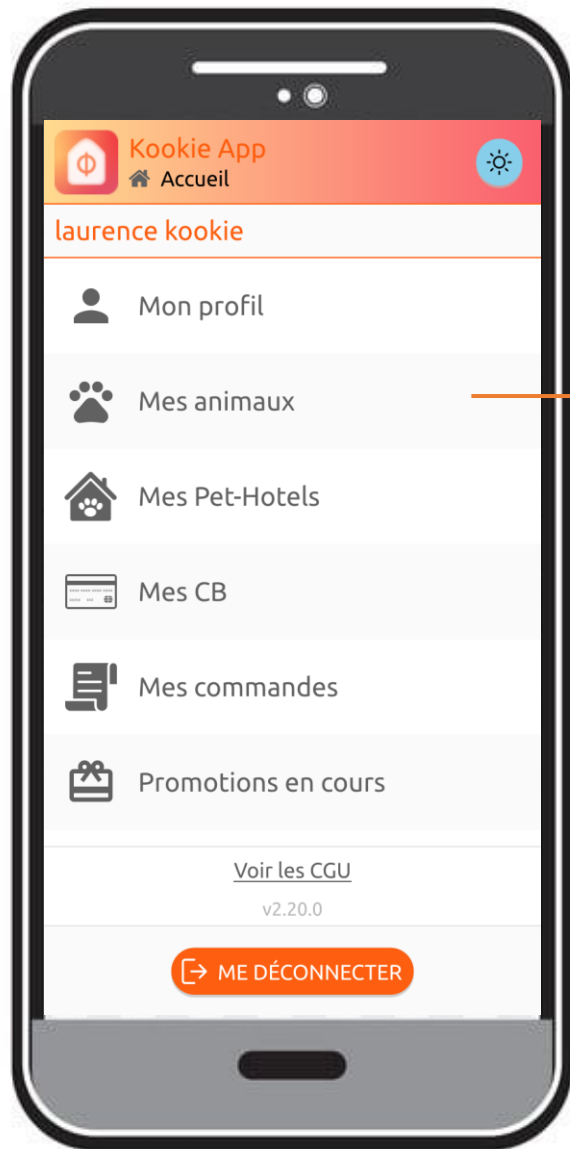 Kookie App
Accueil
laurence kookie
Mon profil
Mes animaux
Mes Pet-Hotels
Mes CB
Mes commandes
Promotions en cours
Voir les CGU
v2.20.0
ME DÉCONNECTER